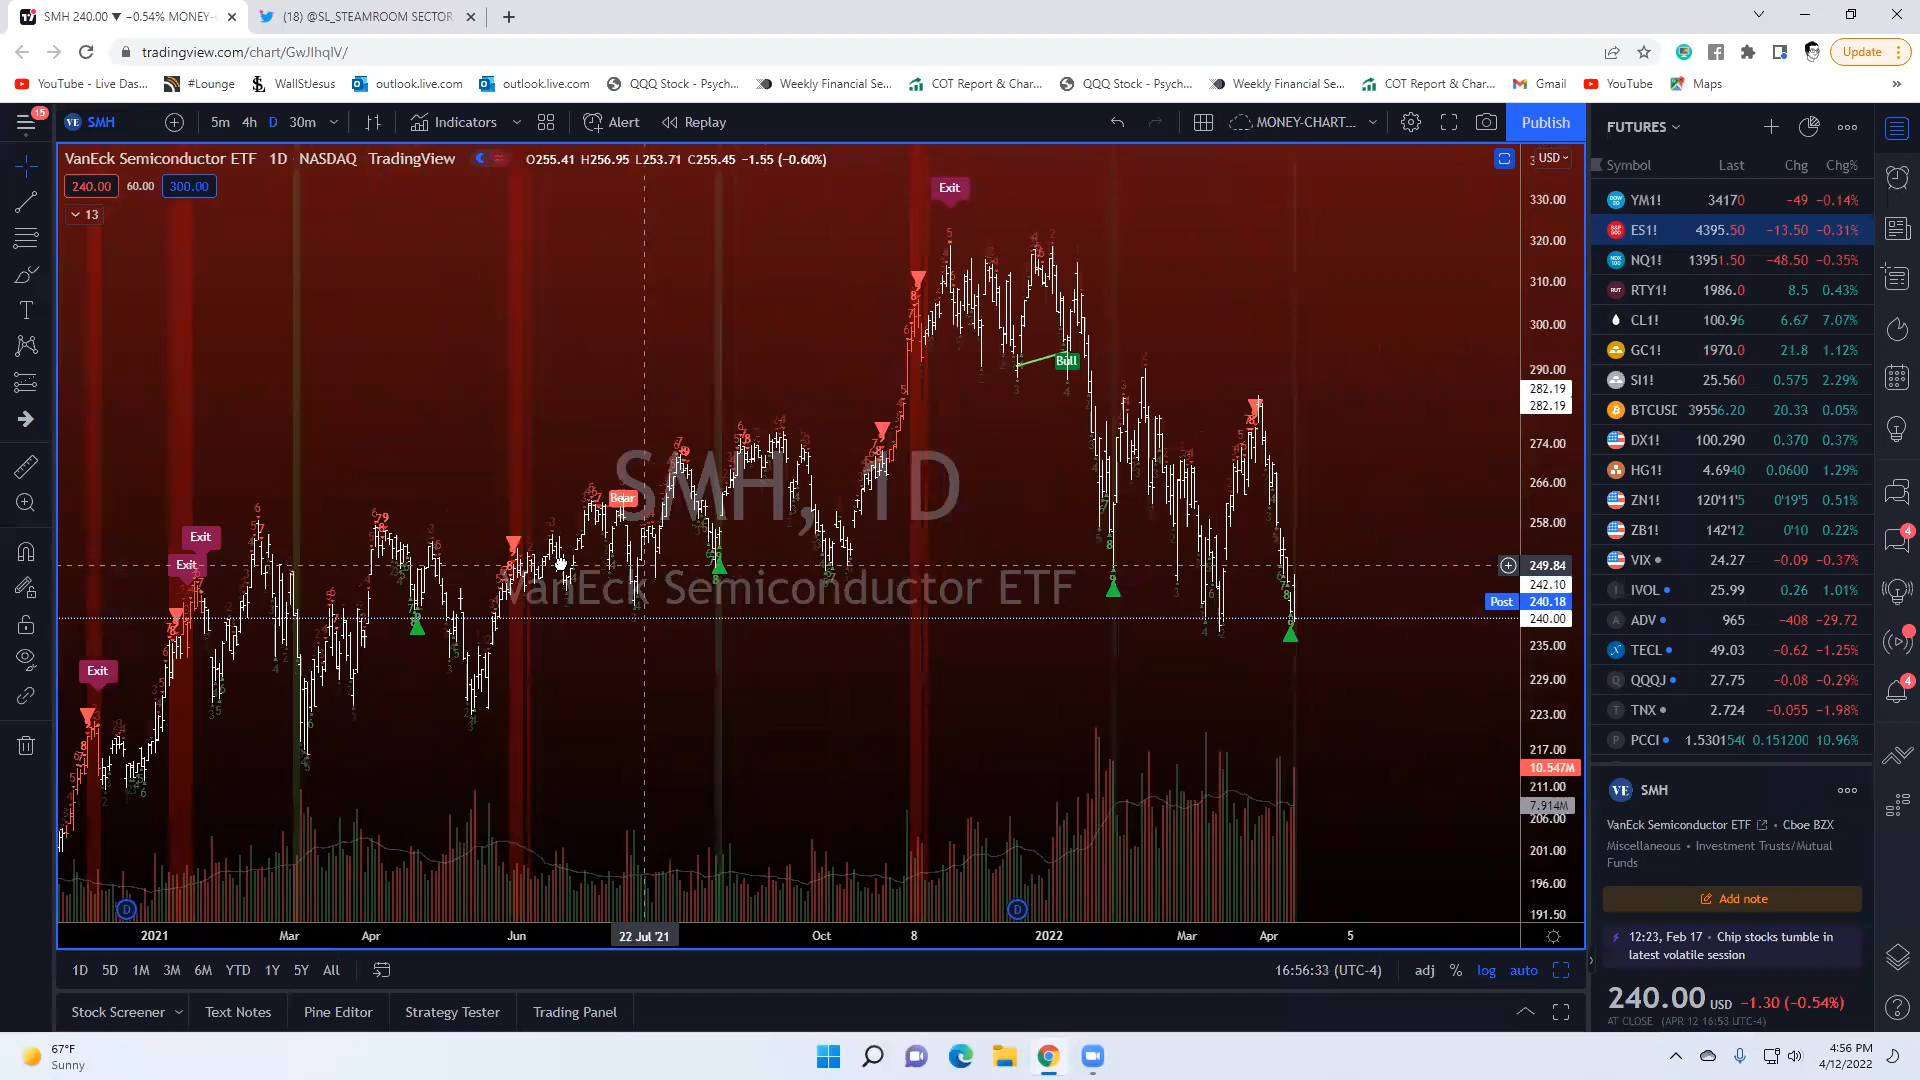 SMH 240.00 ▼ −0.54% MONEY-
(18) @SL_STEAMROOM SECTOR
tradingview.com/chart/GwJIhqIV/
Update
YouTube - Live Das...
#Lounge
WallStJesus
outlook.live.com
outlook.live.com
QQQ Stock - Psych...
Weekly Financial Se...
COT Report & Char...
QQQ Stock - Psych...
Weekly Financial Se...
COT Report & Char...
Gmail
YouTube
Maps
15
SMH
5m 4h D 30m
Indicators
Alert
Replay
MONEY-CHART...
Publish
VanEck Semiconductor ETF 1D NASDAQ TradingView
O255.41 H256.95 L253.71 C255.45 −1.55 (−0.60%)
USD
240.00 60.00 300.00
13
SMH, 1D
VanEck Semiconductor ETF
Exit
Exit
Exit
Exit
Bear
Bull
330.00
320.00
310.00
300.00
290.00
282.19
282.19
274.00
266.00
258.00
249.84
242.10
Post 240.18
240.00
235.00
229.00
223.00
217.00
10.547M
211.00
7.914M
206.00
201.00
196.00
191.50
D
D
2021 Mar Apr Jun 22 Jul '21 Oct 8 2022 Mar Apr 5
1D 5D 1M 3M 6M YTD 1Y 5Y All
16:56:33 (UTC-4)
adj % log auto
Stock Screener
Text Notes
Pine Editor
Strategy Tester
Trading Panel
FUTURES
Symbol Last Chg Chg%
YM1! 34170 −49 −0.14%
ES1! 4395.50 −13.50 −0.31%
NQ1! 13951.50 −48.50 −0.35%
RTY1! 1986.0 8.5 0.43%
CL1! 100.96 6.67 7.07%
GC1! 1970.0 21.8 1.12%
SI1! 25.560 0.575 2.29%
BTCUSD 39556.20 20.33 0.05%
DX1! 100.290 0.370 0.37%
HG1! 4.6940 0.0600 1.29%
ZN1! 120'11'5 0'19'5 0.51%
ZB1! 142'12 0'10 0.22%
VIX 24.27 −0.09 −0.37%
IVOL 25.99 0.26 1.01%
ADV 965 −408 −29.72
TECL 49.03 −0.62 −1.25%
QQQJ 27.75 −0.08 −0.29%
TNX 2.724 −0.055 −1.98%
PCCI 1.530154( 0.151200 10.96%
SMH
VanEck Semiconductor ETF • Cboe BZX
Miscellaneous • Investment Trusts/Mutual
Funds
Add note
12:23, Feb 17 • Chip stocks tumble in
latest volatile session
240.00 USD −1.30 (−0.54%)
AT CLOSE (APR 12 16:53 UTC-4)
4
4
67°F
Sunny
4:56 PM
4/12/2022